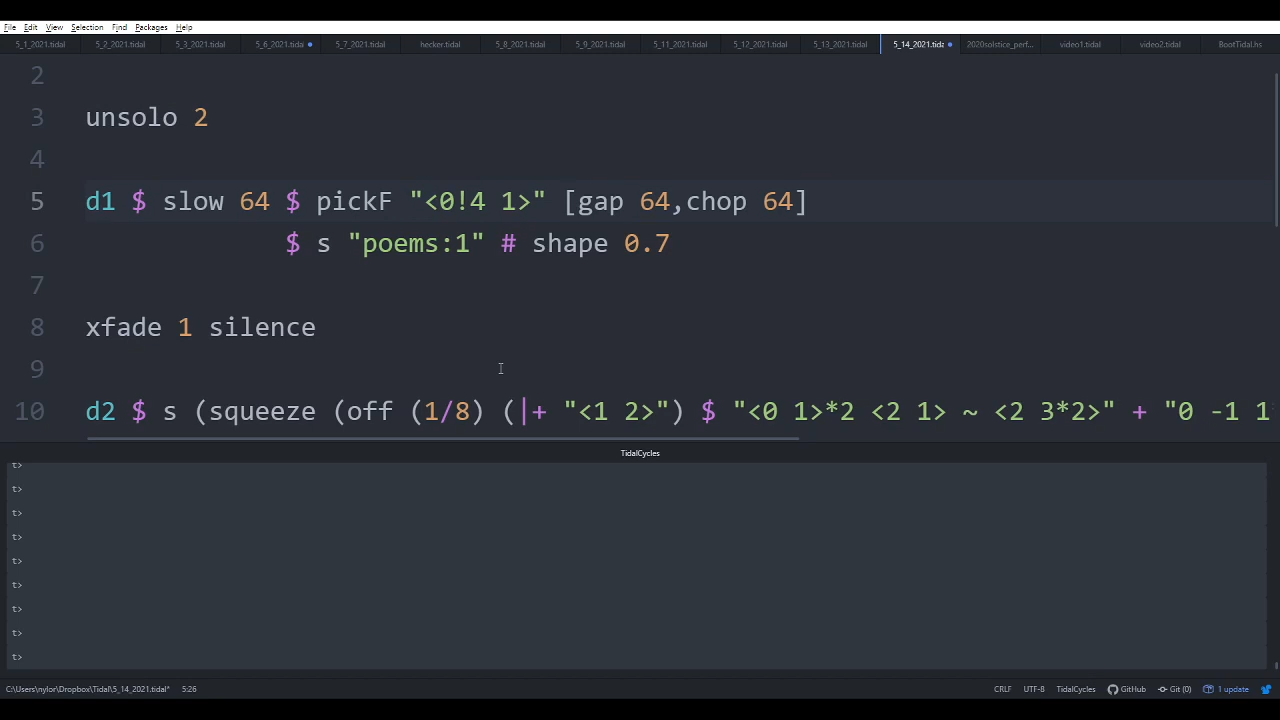 File Edit View Selection Find Packages Help
5_1_2021.tidal 5_2_2021.tidal 5_3_2021.tidal 5_6_2021.tidal 5_7_2021.tidal hecker.tidal 5_8_2021.tidal 5_9_2021.tidal 5_11_2021.tidal 5_12_2021.tidal 5_13_2021.tidal 5_14_2021.tidal 2020solstice_perf... video1.tidal video2.tidal BootTidal.hs
2
3 unsolo 2
4
5 d1 $ slow 64 $ pickF "<0!4 1>" [gap 64,chop 64]
6 $ s "poems:1" # shape 0.7
7
8 xfade 1 silence
9
10 d2 $ s (squeeze (off (1/8) (|+ "<1 2>") $ "<0 1>*2 <2 1> ~ <2 3*2>" + "0 -1 1
TidalCycles
t>
t>
t>
t>
t>
t>
t>
t>
t>
C:\Users\nylor\Dropbox\Tidal\5_14_2021.tidal* 5:26 CRLF UTF-8 TidalCycles GitHub Git (0) 1 update